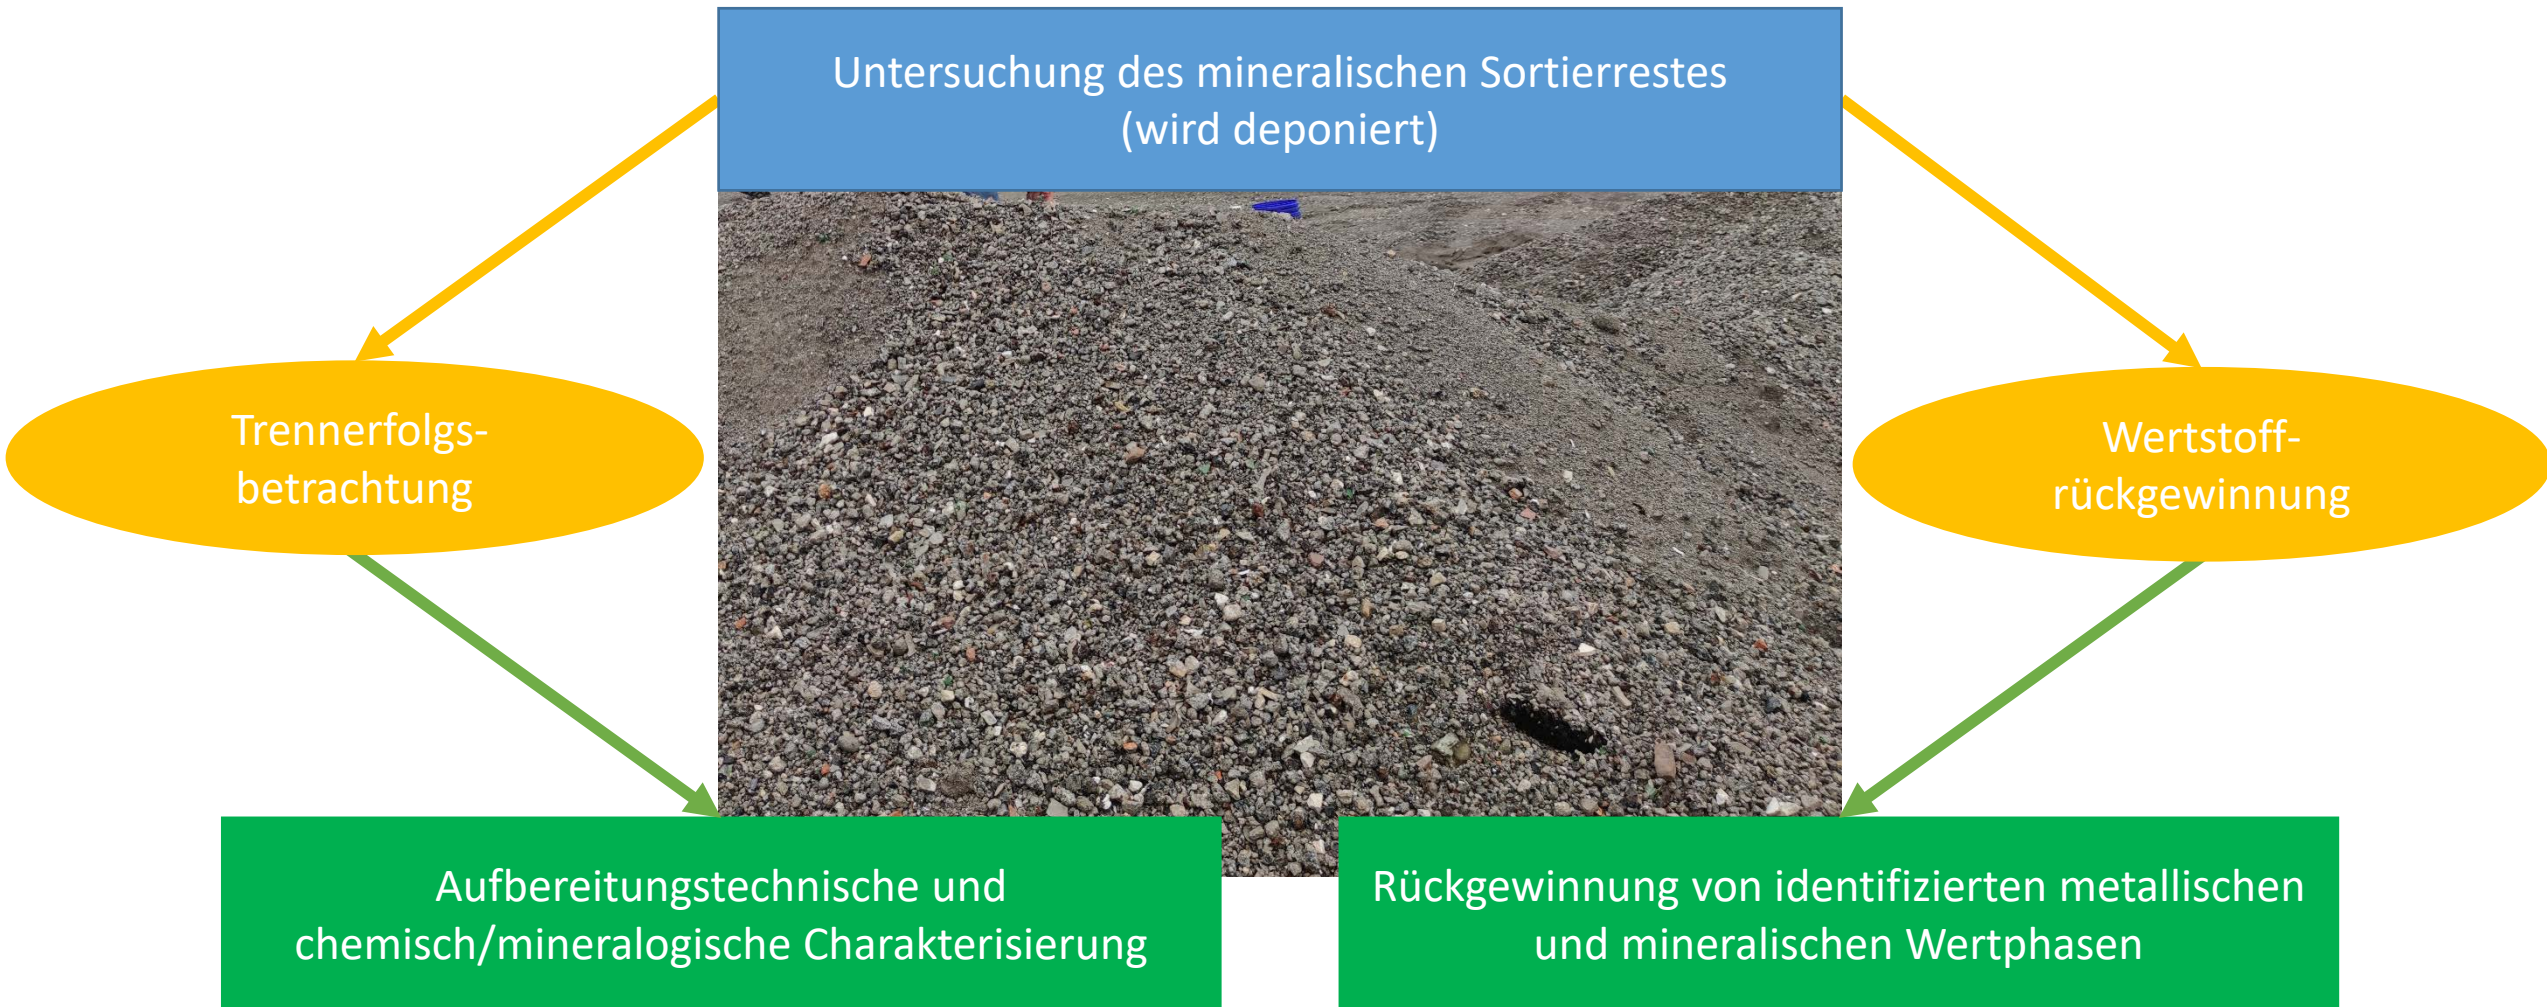 Untersuchung des mineralischen Sortierrestes
(wird deponiert)
Trennerfolgs-
betrachtung
Wertstoff-
rückgewinnung
Aufbereitungstechnische und
chemisch/mineralogische Charakterisierung
Rückgewinnung von identifizierten metallischen
und mineralischen Wertphasen